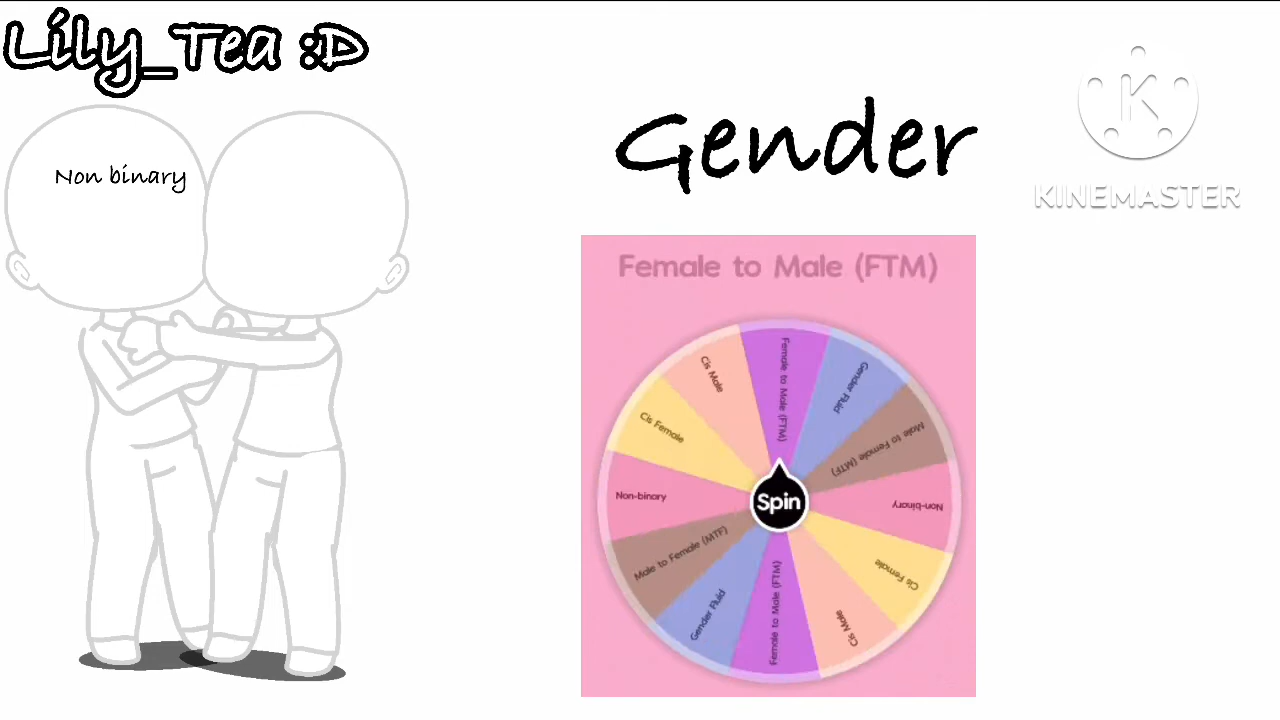 Lily_Tea :D
Gender
KINEMASTER
Non binary
Female to Male (FTM)
Female to Male (FTM)
Gender Fluid
Male to Female (MTF)
Non-binary
Cis Female
Cis Male
Female to Male (FTM)
Gender Fluid
Male to Female (MTF)
Non-binary
Cis Female
Cis Male
Spin